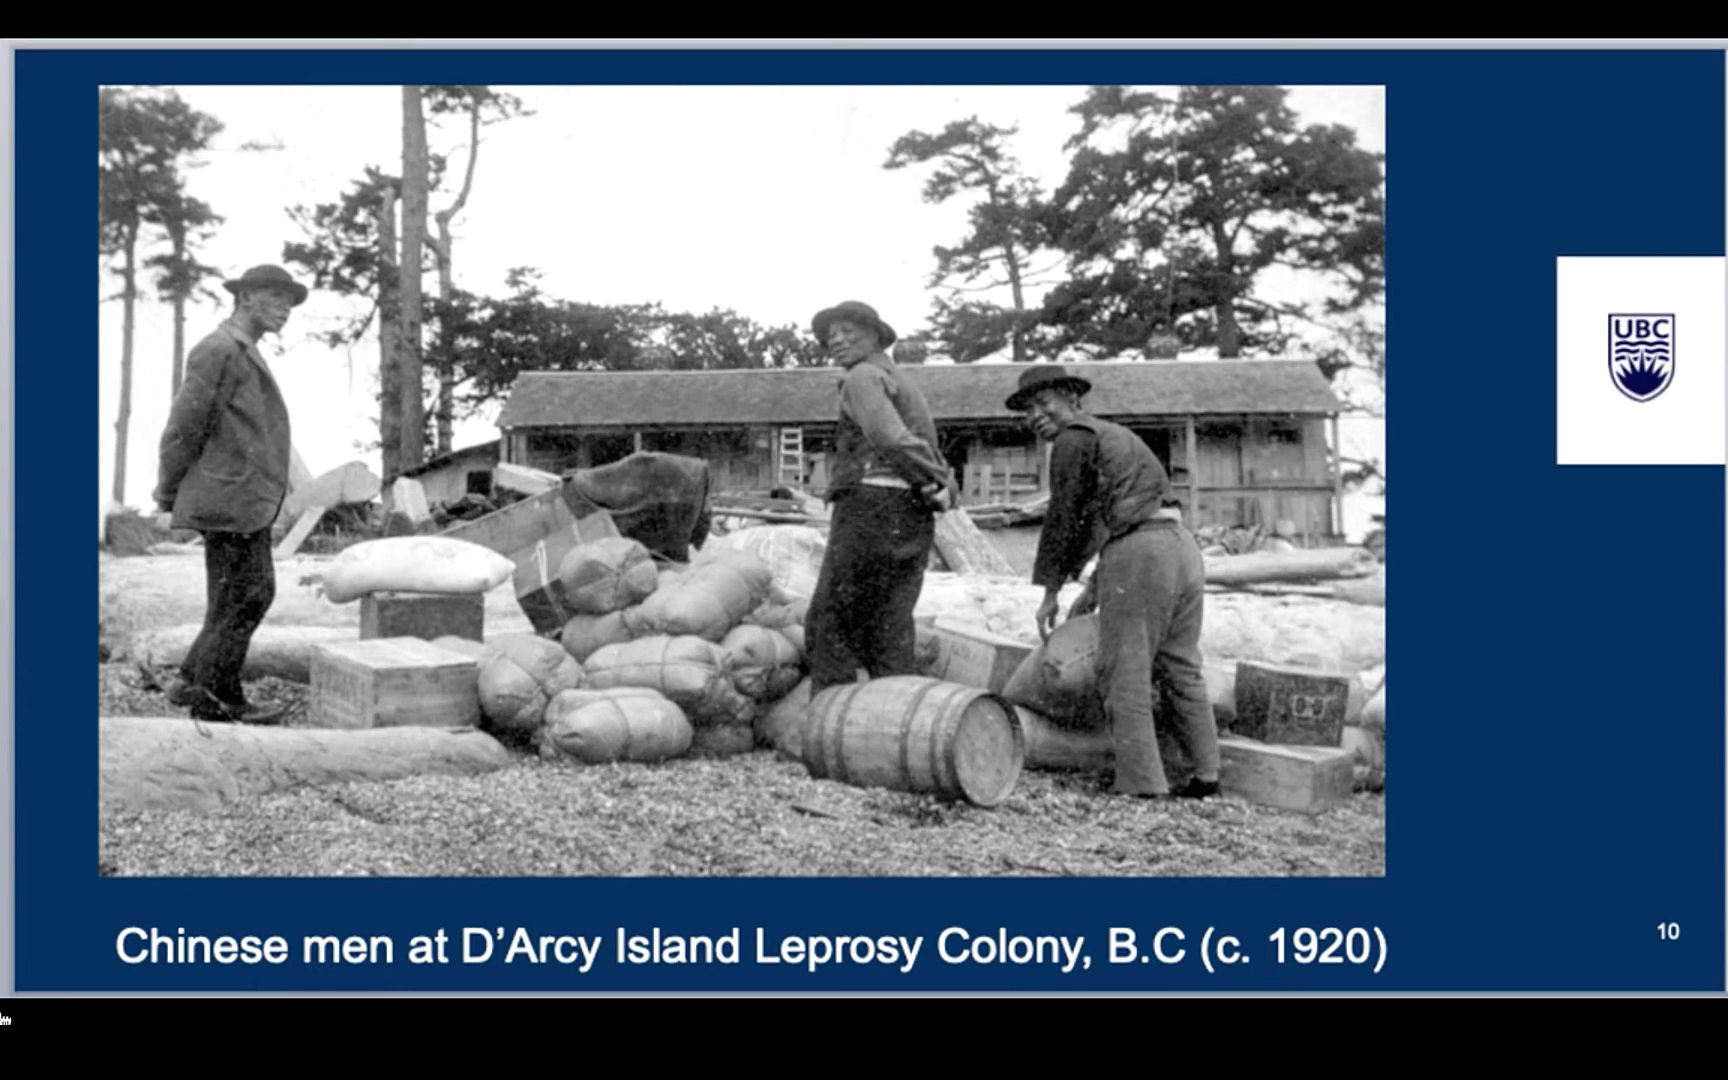 UBC
Chinese men at D’Arcy Island Leprosy Colony, B.C (c. 1920)
10